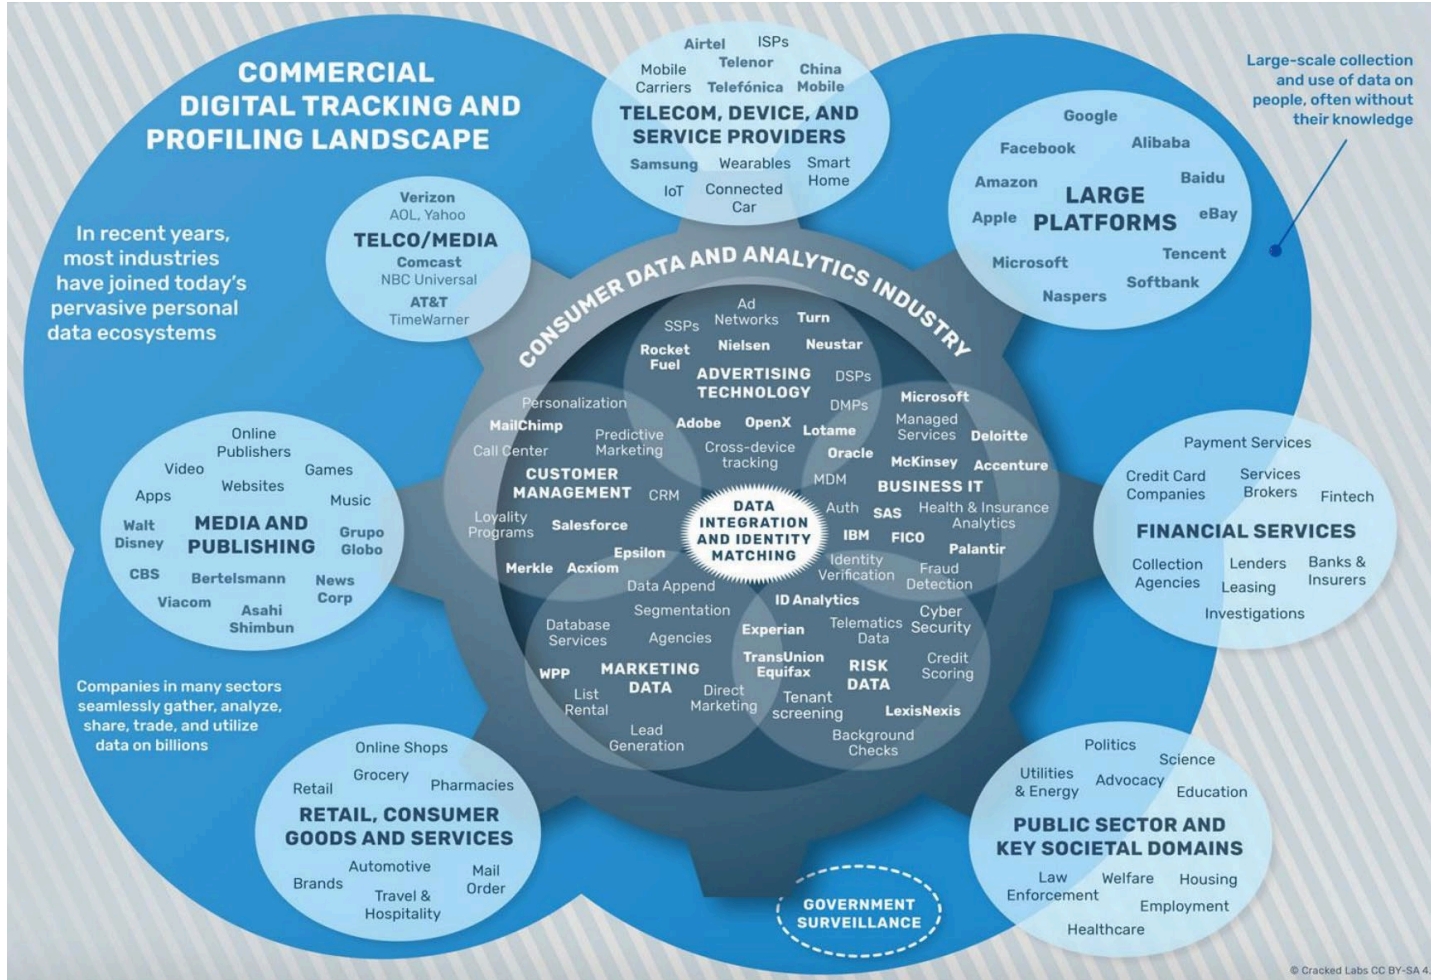 COMMERCIAL
DIGITAL TRACKING AND
PROFILING LANDSCAPE
In recent years,
most industries
have joined today's
pervasive personal
data ecosystems
Airtel
ISPs
Telenor
Mobile
Carriers
Telefónica
China
Mobile
TELECOM, DEVICE, AND
SERVICE PROVIDERS
Samsung
Wearables
Smart
Home
IoT
Connected
Car
Large-scale collection
and use of data on
people, often without
their knowledge
Google
Facebook
Alibaba
Amazon
Baidu
LARGE
PLATFORMS
Apple
eBay
Microsoft
Tencent
Softbank
Naspers
Verizon
AOL, Yahoo
TELCO/MEDIA
Comcast
NBC Universal
AT&T
TimeWarner
CONSUMER DATA AND ANALYTICS INDUSTRY
Ad
Networks
SSPs
Turn
Rocket
Fuel
Nielsen
Neustar
ADVERTISING
TECHNOLOGY
DSPs
DMPs
Adobe
OpenX
Lotame
Cross-device
tracking
Personalization
MailChimp
Call Center
Predictive
Marketing
CUSTOMER
MANAGEMENT
CRM
Loyality
Programs
Salesforce
Epsilon
Merkle
Acxiom
Microsoft
Managed
Services
Deloitte
Oracle
McKinsey
Accenture
MDM
BUSINESS IT
Auth
SAS
Health & Insurance
Analytics
IBM
FICO
Palantir
Identity
Verification
Fraud
Detection
DATA
INTEGRATION
AND IDENTITY
MATCHING
Data Append
Segmentation
Database
Services
Agencies
WPP
MARKETING
DATA
List
Rental
Direct
Marketing
Lead
Generation
ID Analytics
Experian
Telematics
Data
Cyber
Security
TransUnion
Equifax
RISK
DATA
Credit
Scoring
Tenant
screening
LexisNexis
Background
Checks
Online
Publishers
Video
Games
Websites
Apps
Music
Walt
Disney
MEDIA AND
PUBLISHING
Grupo
Globo
CBS
Bertelsmann
News
Corp
Viacom
Asahi
Shimbun
Payment Services
Credit Card
Companies
Services
Brokers
Fintech
FINANCIAL SERVICES
Collection
Agencies
Lenders
Banks &
Insurers
Leasing
Investigations
Companies in many sectors
seamlessly gather, analyze,
share, trade, and utilize
data on billions
Online Shops
Grocery
Retail
Pharmacies
RETAIL, CONSUMER
GOODS AND SERVICES
Automotive
Brands
Mail
Order
Travel &
Hospitality
Politics
Science
Utilities
& Energy
Advocacy
Education
PUBLIC SECTOR AND
KEY SOCIETAL DOMAINS
Law
Enforcement
Welfare
Housing
Employment
Healthcare
GOVERNMENT
SURVEILLANCE
© Cracked Labs CC BY-SA 4.